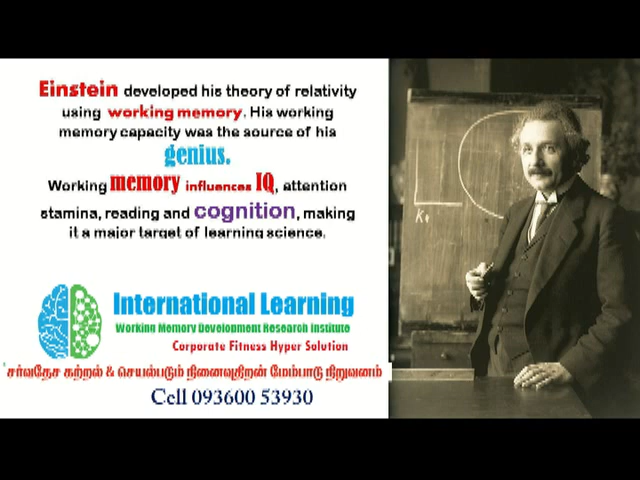 Einstein developed his theory of relativity
using working memory. His working
memory capacity was the source of his
genius.
Working memory influences IQ, attention
stamina, reading and cognition, making
it a major target of learning science.
International Learning
Working Memory Development Research Institute
Corporate Fitness Hyper Solution
சர்வதேச கற்றல் & செயல்படும் நினைவுதிறன் மேம்பாடு நிறுவனம்
Cell 093600 53930